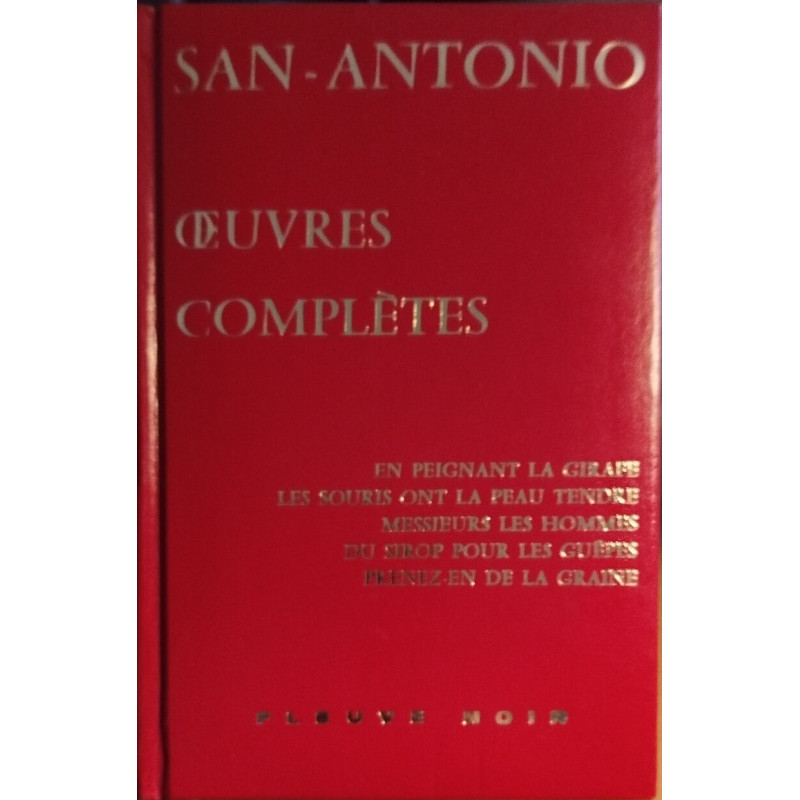 SAN-ANTONIO
ŒUVRES
COMPLÈTES
EN PEIGNANT LA GIRAFE
LES SOURIS ONT LA PEAU TENDRE
MESSIEURS LES HOMMES
DU SIROP POUR LES GUÊPES
PRENEZ-EN DE LA GRAINE
FLEUVE NOIR